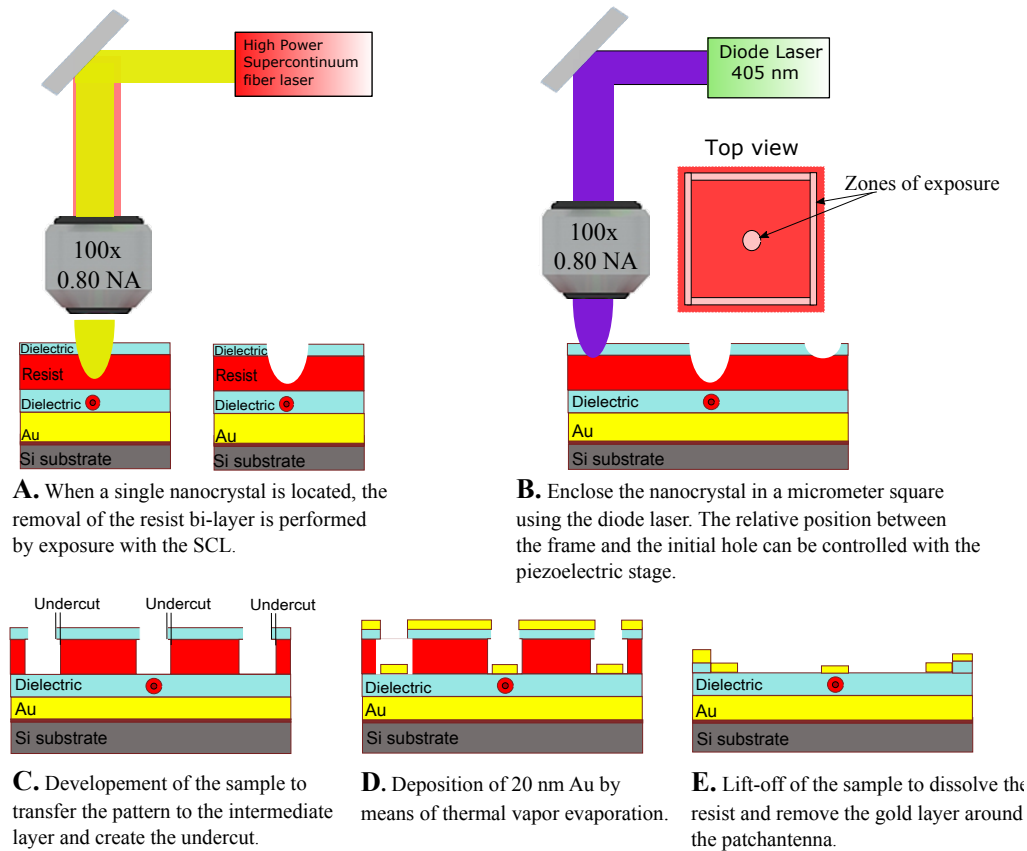 High Power
Supercontinuum
fiber laser
100x
0.80 NA
Dielectric
Resist
Dielectric
Au
Si substrate
Dielectric
Dielectric
Au
Si substrate
A. When a single nanocrystal is located, the
removal of the resist bi-layer is performed
by exposure with the SCL.
Diode Laser
405 nm
Top view
Zones of exposure
100x
0.80 NA
Dielectric
Au
Si substrate
B. Enclose the nanocrystal in a micrometer square
using the diode laser. The relative position between
the frame and the initial hole can be controlled with the
piezoelectric stage.
Undercut
Undercut
Undercut
Dielectric
Au
Si substrate
C. Developement of the sample to
transfer the pattern to the intermediate
layer and create the undercut.
Dielectric
Au
Si substrate
D. Deposition of 20 nm Au by
means of thermal vapor evaporation.
Dielectric
Au
Si substrate
E. Lift-off of the sample to dissolve the
resist and remove the gold layer around
the patchantenna.